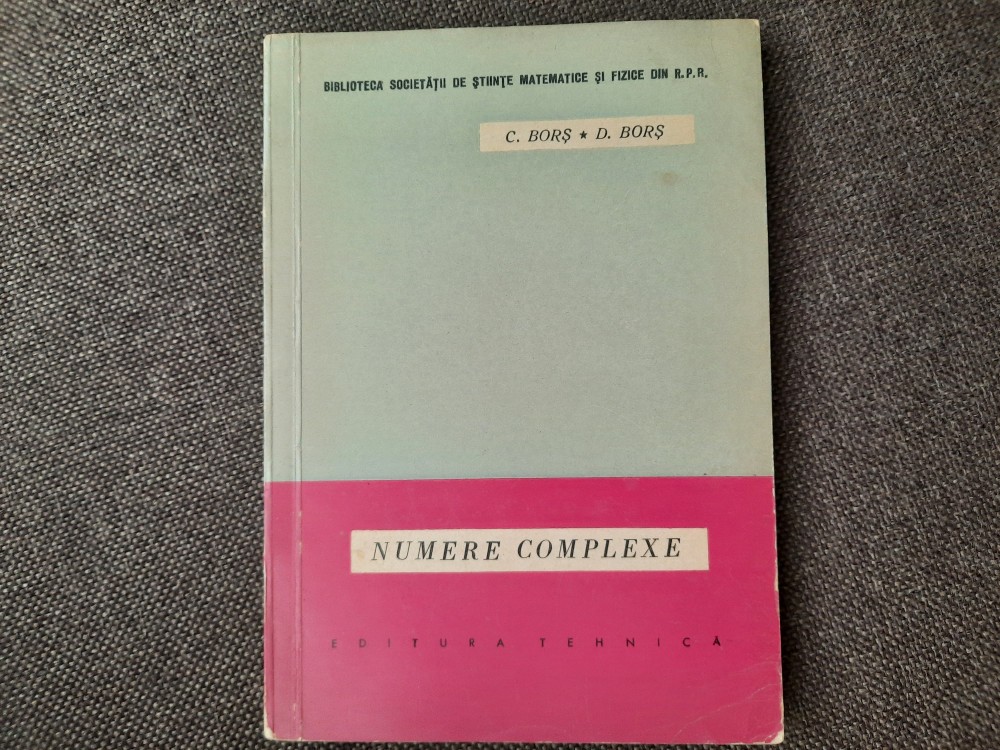 BIBLIOTECA SOCIETĂȚII DE ȘTIINȚE MATEMATICE ȘI FIZICE DIN R.P.R.
C. BORȘ ★ D. BORȘ
NUMERE COMPLEXE
EDITURA TEHNICĂ